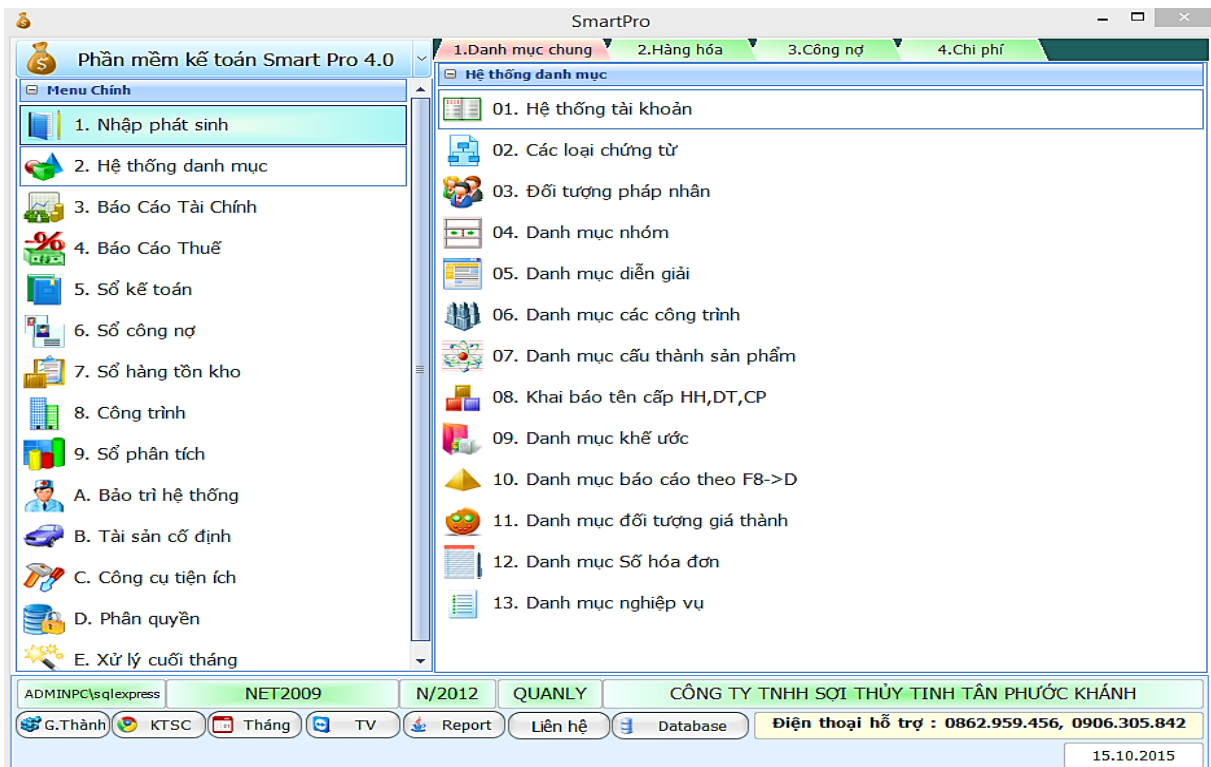 SmartPro
Phần mềm kế toán Smart Pro 4.0
Menu Chính
1. Nhập phát sinh
2. Hệ thống danh mục
3. Báo Cáo Tài Chính
4. Báo Cáo Thuế
5. Sổ kế toán
6. Sổ công nợ
7. Sổ hàng tồn kho
8. Công trình
9. Sổ phân tích
A. Bảo trì hệ thống
B. Tài sản cố định
C. Công cụ tiện ích
D. Phân quyền
E. Xử lý cuối tháng
1.Danh mục chung 2.Hàng hóa 3.Công nợ 4.Chi phí
Hệ thống danh mục
01. Hệ thống tài khoản
02. Các loại chứng từ
03. Đối tượng pháp nhân
04. Danh mục nhóm
05. Danh mục diễn giải
06. Danh mục các công trình
07. Danh mục cấu thành sản phẩm
08. Khai báo tên cấp HH,DT,CP
09. Danh mục khế ước
10. Danh mục báo cáo theo F8->D
11. Danh mục đối tượng giá thành
12. Danh mục Số hóa đơn
13. Danh mục nghiệp vụ
ADMINPC\sqlexpress NET2009 N/2012 QUANLY CÔNG TY TNHH SỢI THỦY TINH TÂN PHƯỚC KHÁNH
G.Thành KTSC Tháng TV Report Liên hệ Database Điện thoại hỗ trợ : 0862.959.456, 0906.305.842
15.10.2015